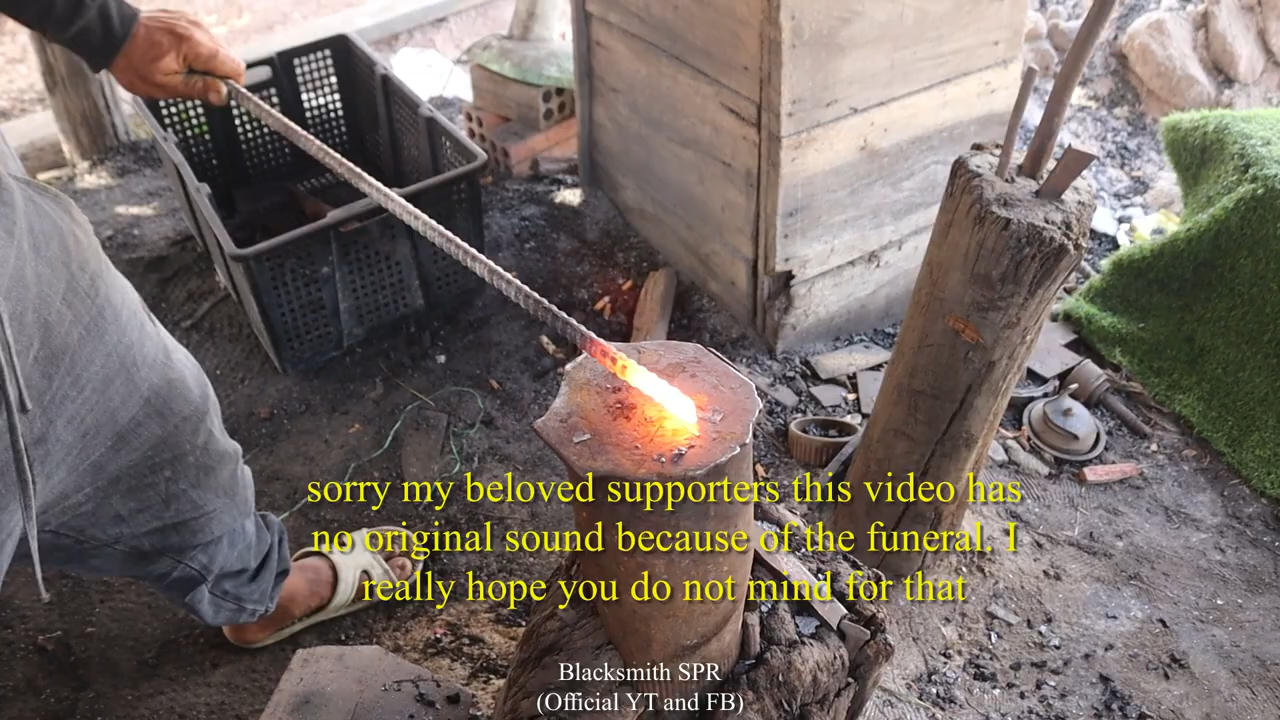 sorry my beloved supporters this video has
no original sound because of the funeral. I
really hope you do not mind for that
Blacksmith SPR
(Official YT and FB)